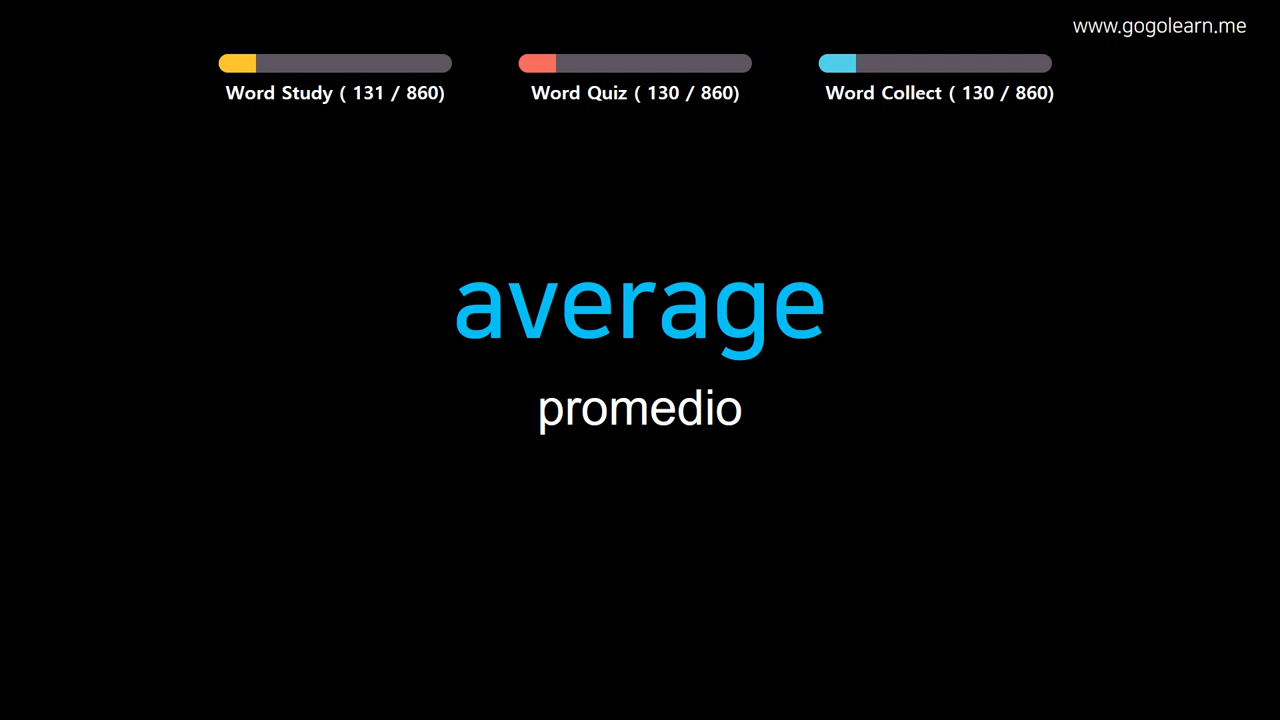 www.gogolearn.me
Word Study ( 131 / 860)
Word Quiz ( 130 / 860)
Word Collect ( 130 / 860)
average
promedio